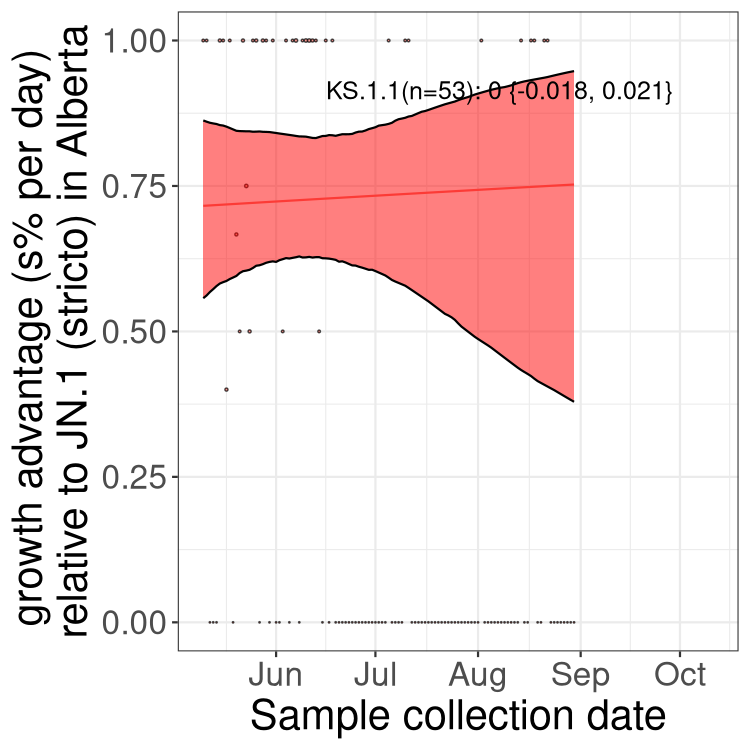 growth advantage (s% per day)
relative to JN.1 (stricto) in Alberta
1.00
0.75
0.50
0.25
0.00
KS.1.1(n=53): 0 {-0.018, 0.021}
Jun Jul Aug Sep Oct
Sample collection date